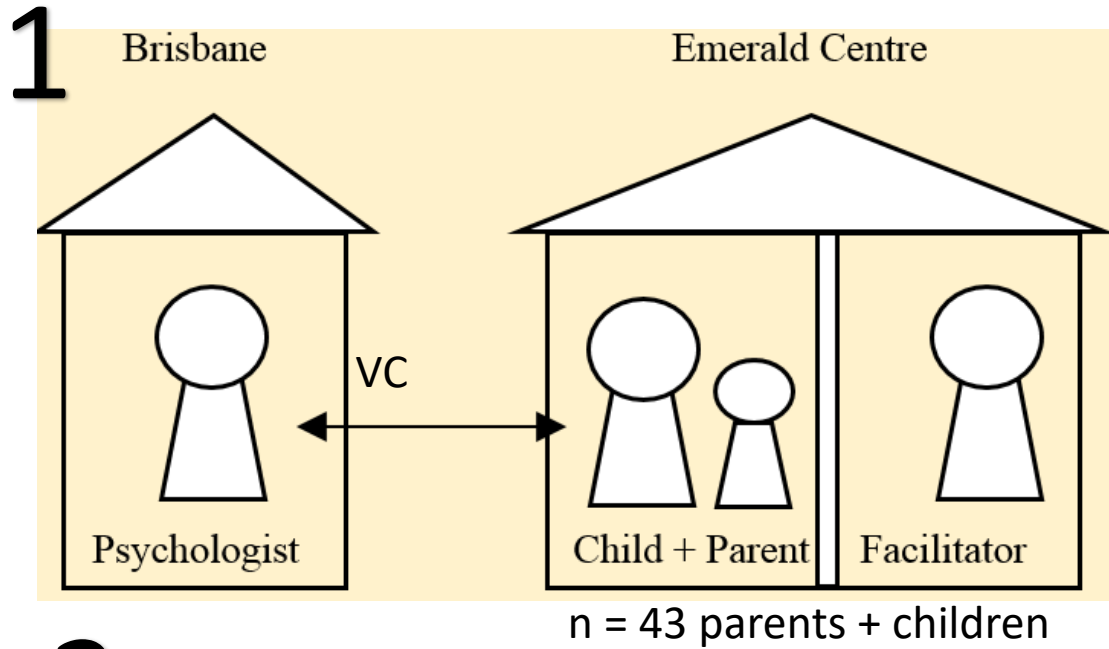 1
Brisbane
Emerald Centre
VC
Psychologist
Child + Parent
Facilitator
n = 43 parents + children